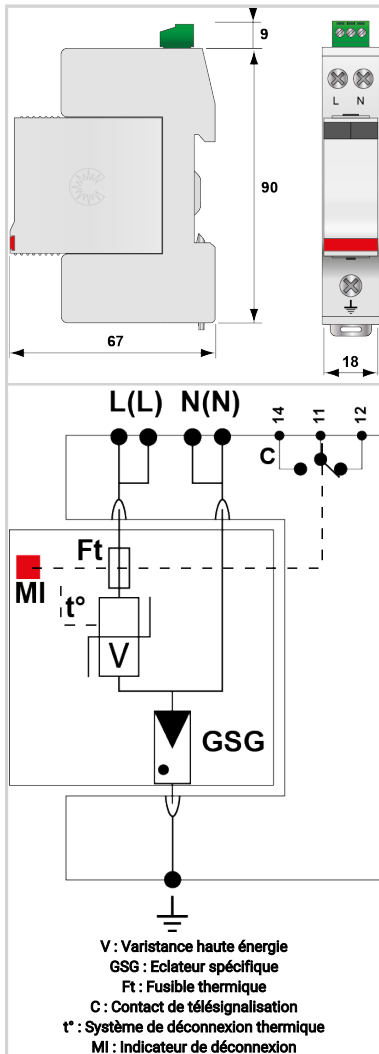 9
L N
90
67
18
L(L) N(N)
14 11 12
C
Ft
MI
t°
V
GSG
V : Varistance haute énergie
GSG : Eclateur spécifique
Ft : Fusible thermique
C : Contact de télésignalisation
t° : Système de déconnexion thermique
MI : Indicateur de déconnexion